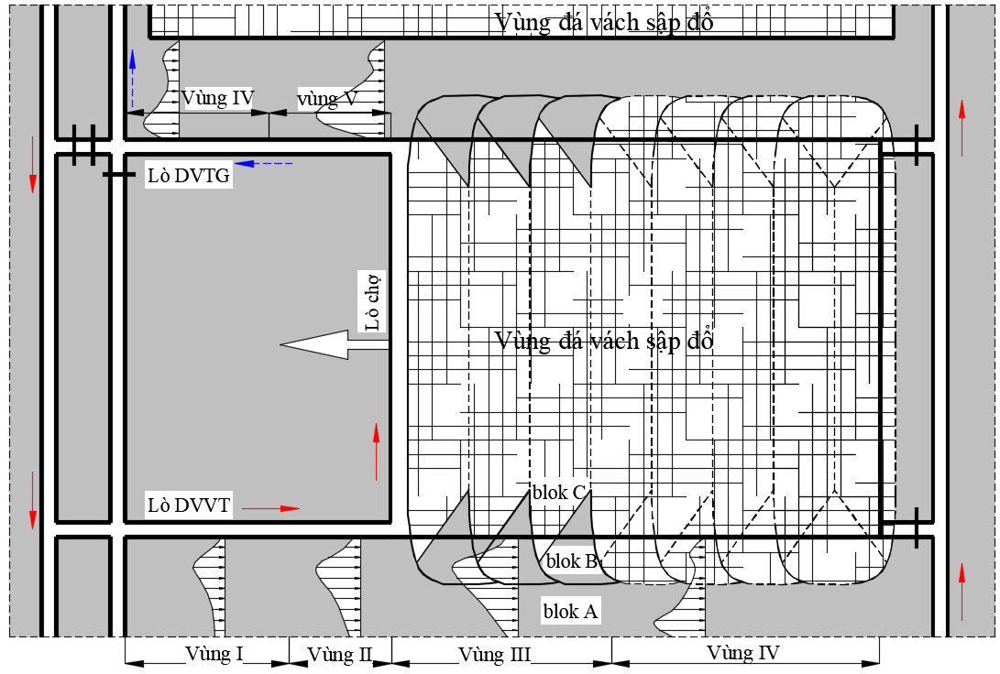 Vùng đá vách sập đổ
Vùng IV
vùng V
Lò DVTG
Lò chợ
Vùng đá vách sập đổ
blok C
Lò DVVT
blok B
blok A
Vùng I
Vùng II
Vùng III
Vùng IV